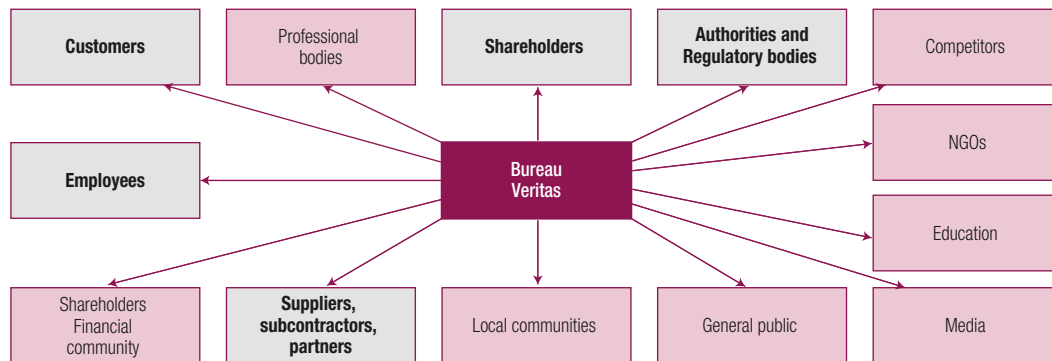 Customers
Professional
bodies
Shareholders
Authorities and
Regulatory bodies
Competitors
NGOs
Employees
Bureau
Veritas
Education
Shareholders
Financial
community
Suppliers,
subcontractors,
partners
Local communities
General public
Media